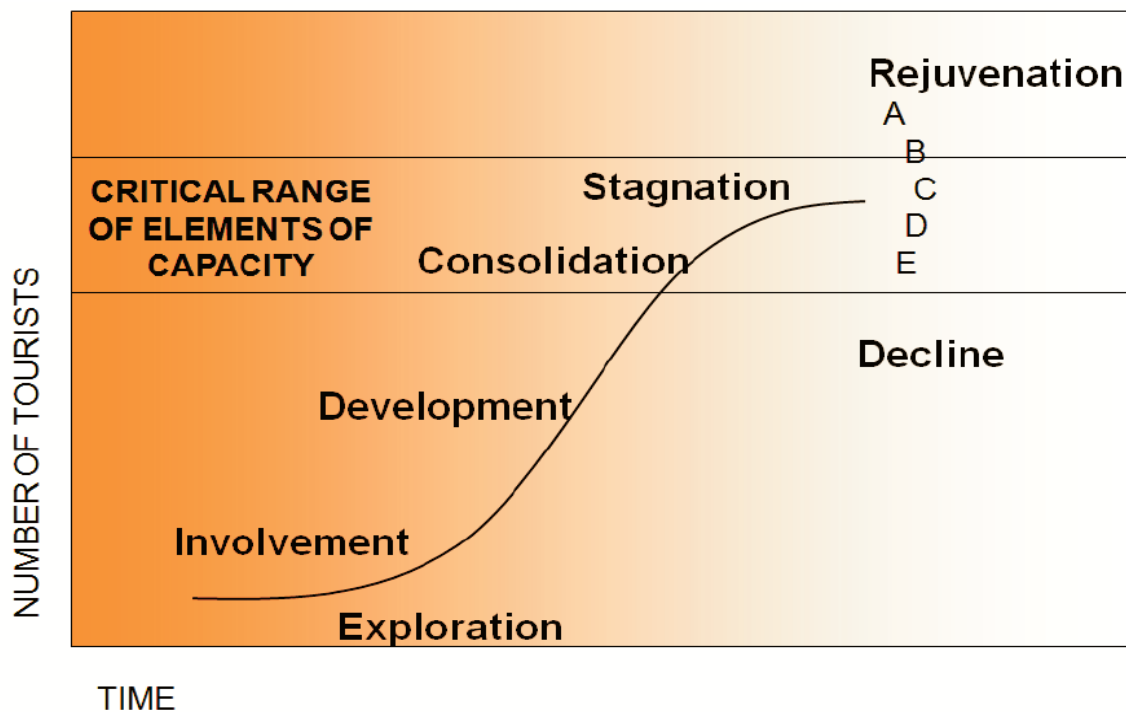 Rejuvenation
A
B
CRITICAL RANGE
OF ELEMENTS OF
CAPACITY
Stagnation
C
D
Consolidation
E
Decline
Development
Involvement
Exploration
NUMBER OF TOURISTS
TIME